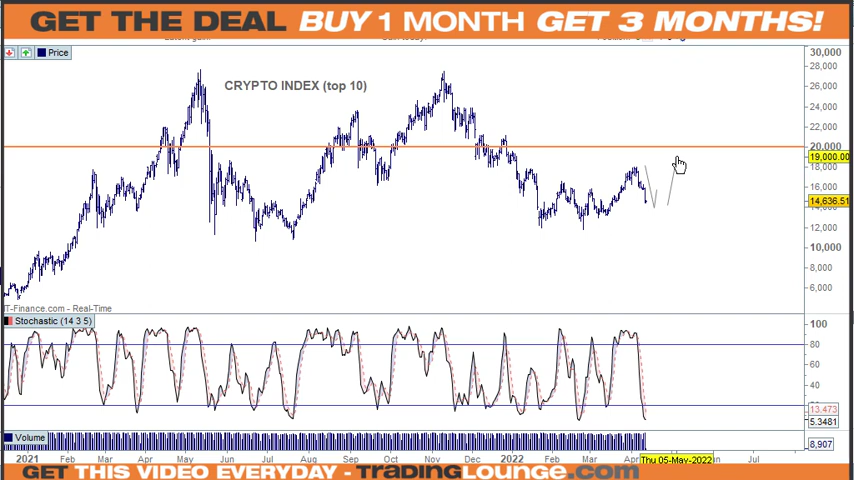 GET THE DEAL BUY 1 MONTH GET 3 MONTHS!
Price
30,000
28,000
CRYPTO INDEX (top 10)
26,000
24,000
22,000
20,000
19,000.00
18,000
16,000
14,636.51
12,000
10,000
8,000
6,000
IT-Finance.com - Real-Time
Stochastic (14 3 5)
100
80
60
40
13.473
5.3481
Volume
8,907
2021 Feb Mar Apr May Jun Jul Aug Sep Oct Nov Dec 2022 Feb Mar Apr Thu 05-May-2022 Jul
GET THIS VIDEO EVERYDAY - TradingLounge.com